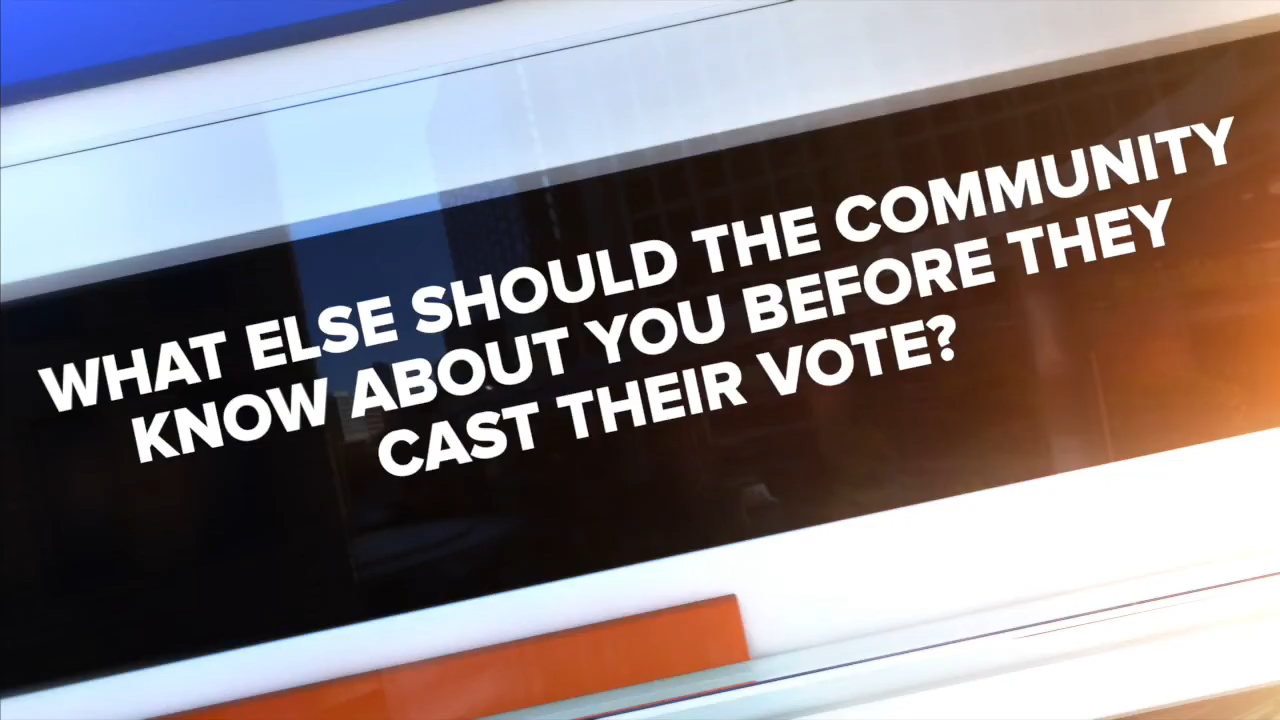 WHAT ELSE SHOULD THE COMMUNITY
KNOW ABOUT YOU BEFORE THEY
CAST THEIR VOTE?